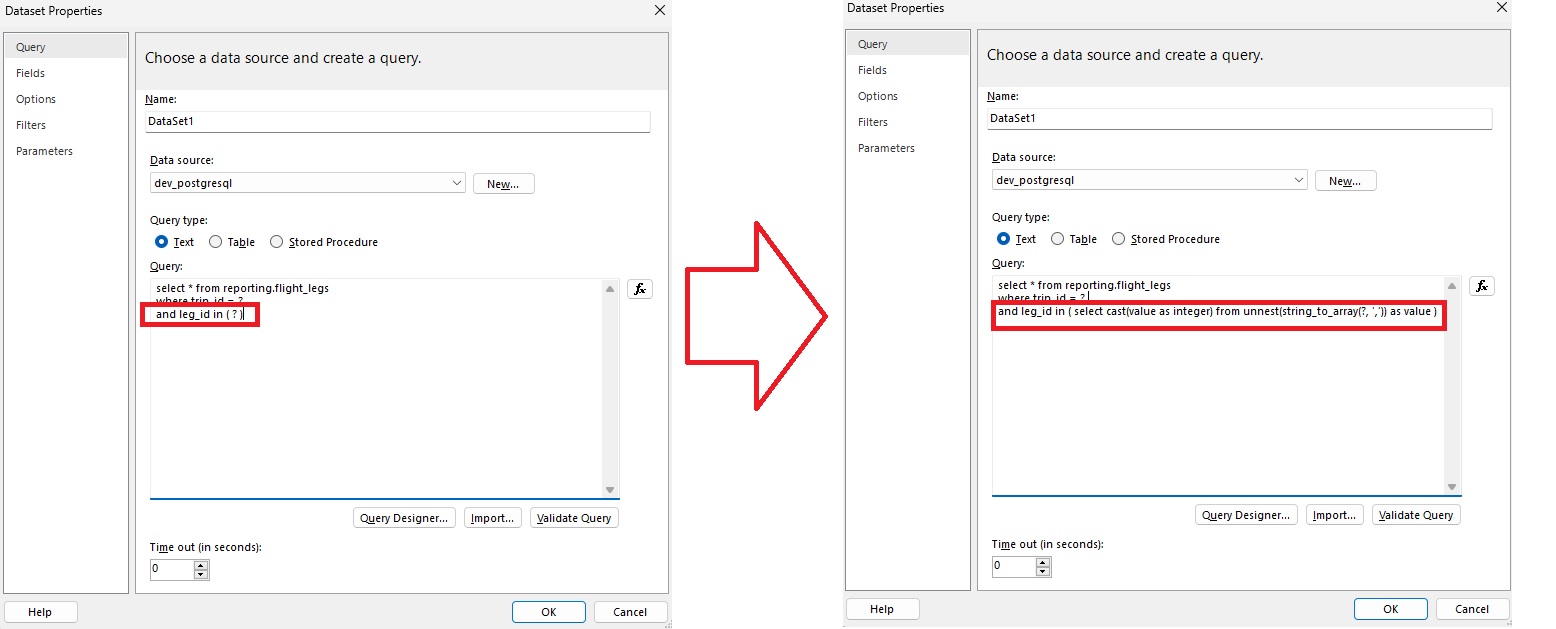 Dataset Properties
Query
Fields
Options
Filters
Parameters
Choose a data source and create a query.
Name:
DataSet1
Data source:
dev_postgresql
New...
Query type:
Text
Table
Stored Procedure
Query:
select * from reporting.flight_legs
where trip_id = ?
and leg_id in ( ? )
fx
Query Designer...
Import...
Validate Query
Time out (in seconds):
0
Help
OK
Cancel
Dataset Properties
Query
Fields
Options
Filters
Parameters
Choose a data source and create a query.
Name:
DataSet1
Data source:
dev_postgresql
New...
Query type:
Text
Table
Stored Procedure
Query:
select * from reporting.flight_legs
where trip_id = ?
and leg_id in ( select cast(value as integer) from unnest(string_to_array(?, ',')) as value )
fx
Query Designer...
Import...
Validate Query
Time out (in seconds):
0
Help
OK
Cancel